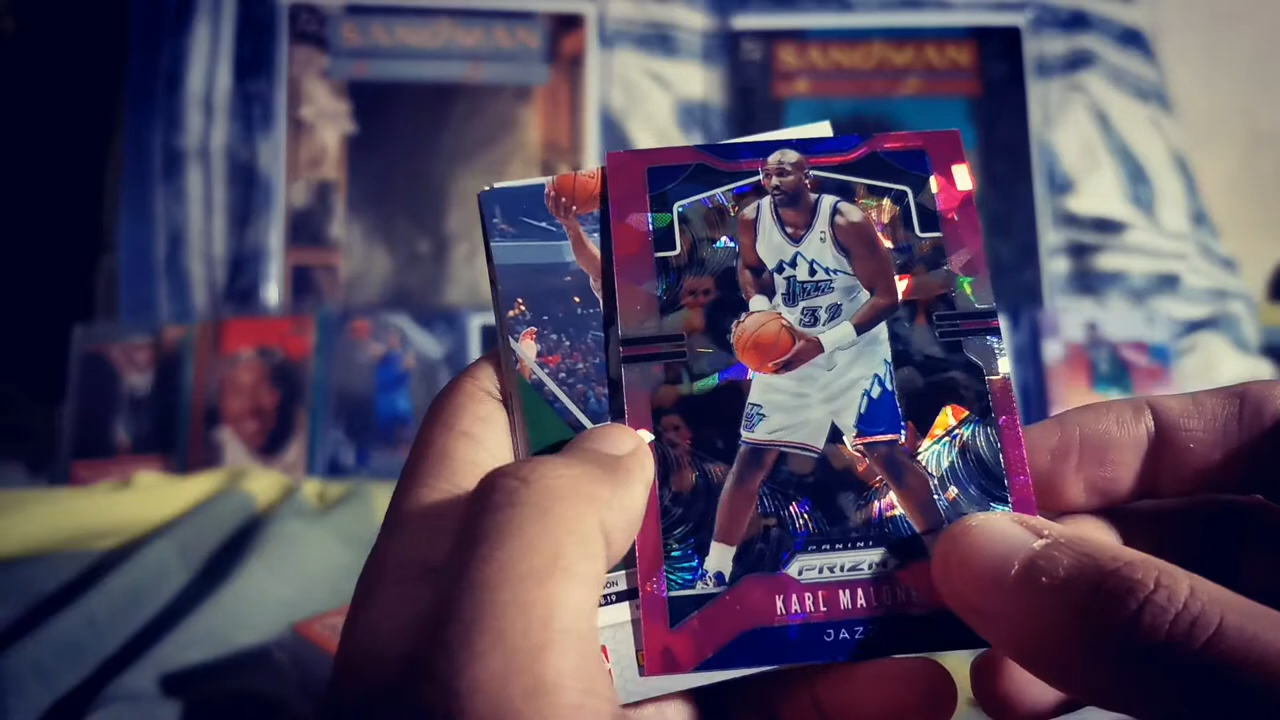 SANDMAN
SANDMAN
JAZZ
32
PANINI
PRIZM
KARL MALONE
JAZZ